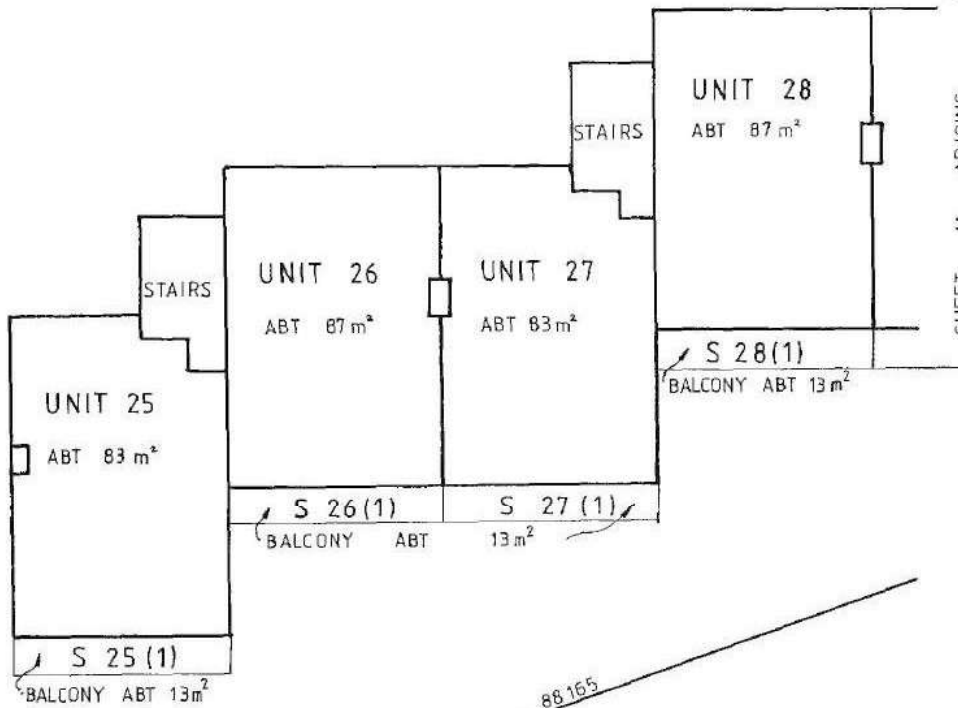 UNIT 28
ABT 87 m²
STAIRS
UNIT 26
ABT 87 m²
UNIT 27
ABT 83 m²
STAIRS
S 28 (1)
BALCONY ABT 13 m²
UNIT 25
ABT 83 m²
S 26 (1)
S 27 (1)
BALCONY ABT 13 m²
S 25 (1)
BALCONY ABT 13 m²
88 165